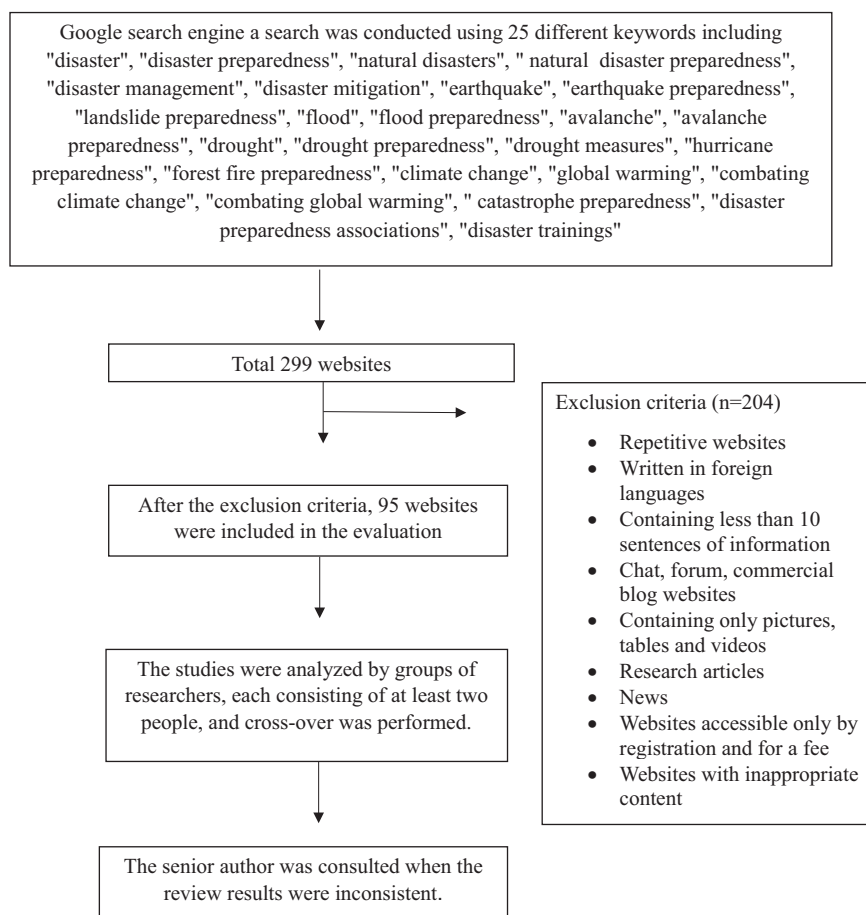 Google search engine a search was conducted using 25 different keywords including
"disaster", "disaster preparedness", "natural disasters", " natural disaster preparedness",
"disaster management", "disaster mitigation", "earthquake", "earthquake preparedness",
"landslide preparedness", "flood", "flood preparedness", "avalanche", "avalanche
preparedness", "drought", "drought preparedness", "drought measures", "hurricane
preparedness", "forest fire preparedness", "climate change", "global warming", "combating
climate change", "combating global warming", " catastrophe preparedness", "disaster
preparedness associations", "disaster trainings"
Total 299 websites
Exclusion criteria (n=204)
• Repetitive websites
• Written in foreign
languages
• Containing less than 10
sentences of information
• Chat, forum, commercial
blog websites
• Containing only pictures,
tables and videos
• Research articles
• News
• Websites accessible only by
registration and for a fee
• Websites with inappropriate
content
After the exclusion criteria, 95 websites
were included in the evaluation
The studies were analyzed by groups of
researchers, each consisting of at least two
people, and cross-over was performed.
The senior author was consulted when the
review results were inconsistent.